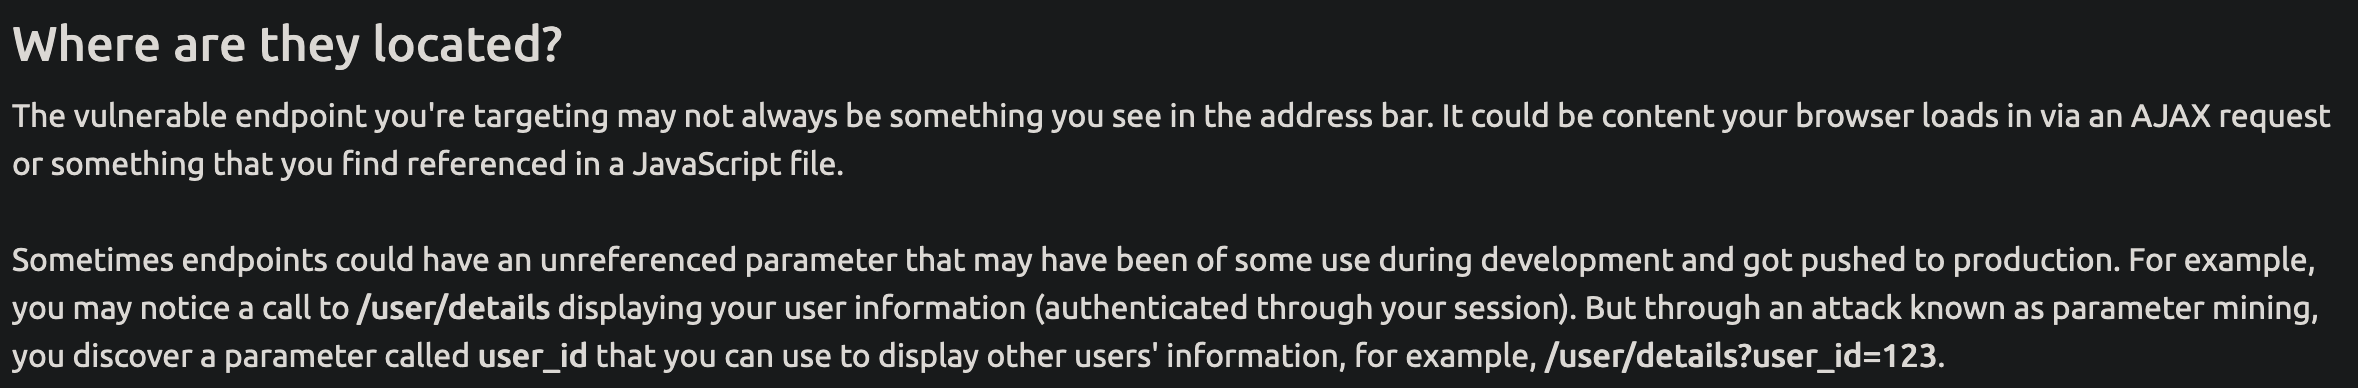 Where are they located?
The vulnerable endpoint you're targeting may not always be something you see in the address bar. It could be content your browser loads in via an AJAX request
or something that you find referenced in a JavaScript file.
Sometimes endpoints could have an unreferenced parameter that may have been of some use during development and got pushed to production. For example,
you may notice a call to /user/details displaying your user information (authenticated through your session). But through an attack known as parameter mining,
you discover a parameter called user_id that you can use to display other users' information, for example, /user/details?user_id=123.